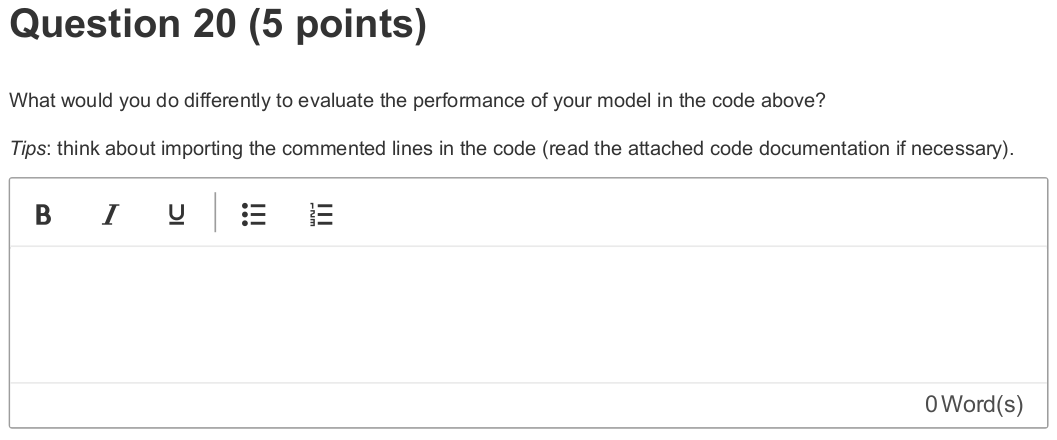 Question 20 (5 points)
What would you do differently to evaluate the performance of your model in the code above?
Tips: think about importing the commented lines in the code (read the attached code documentation if necessary).
B I U
0 Word(s)